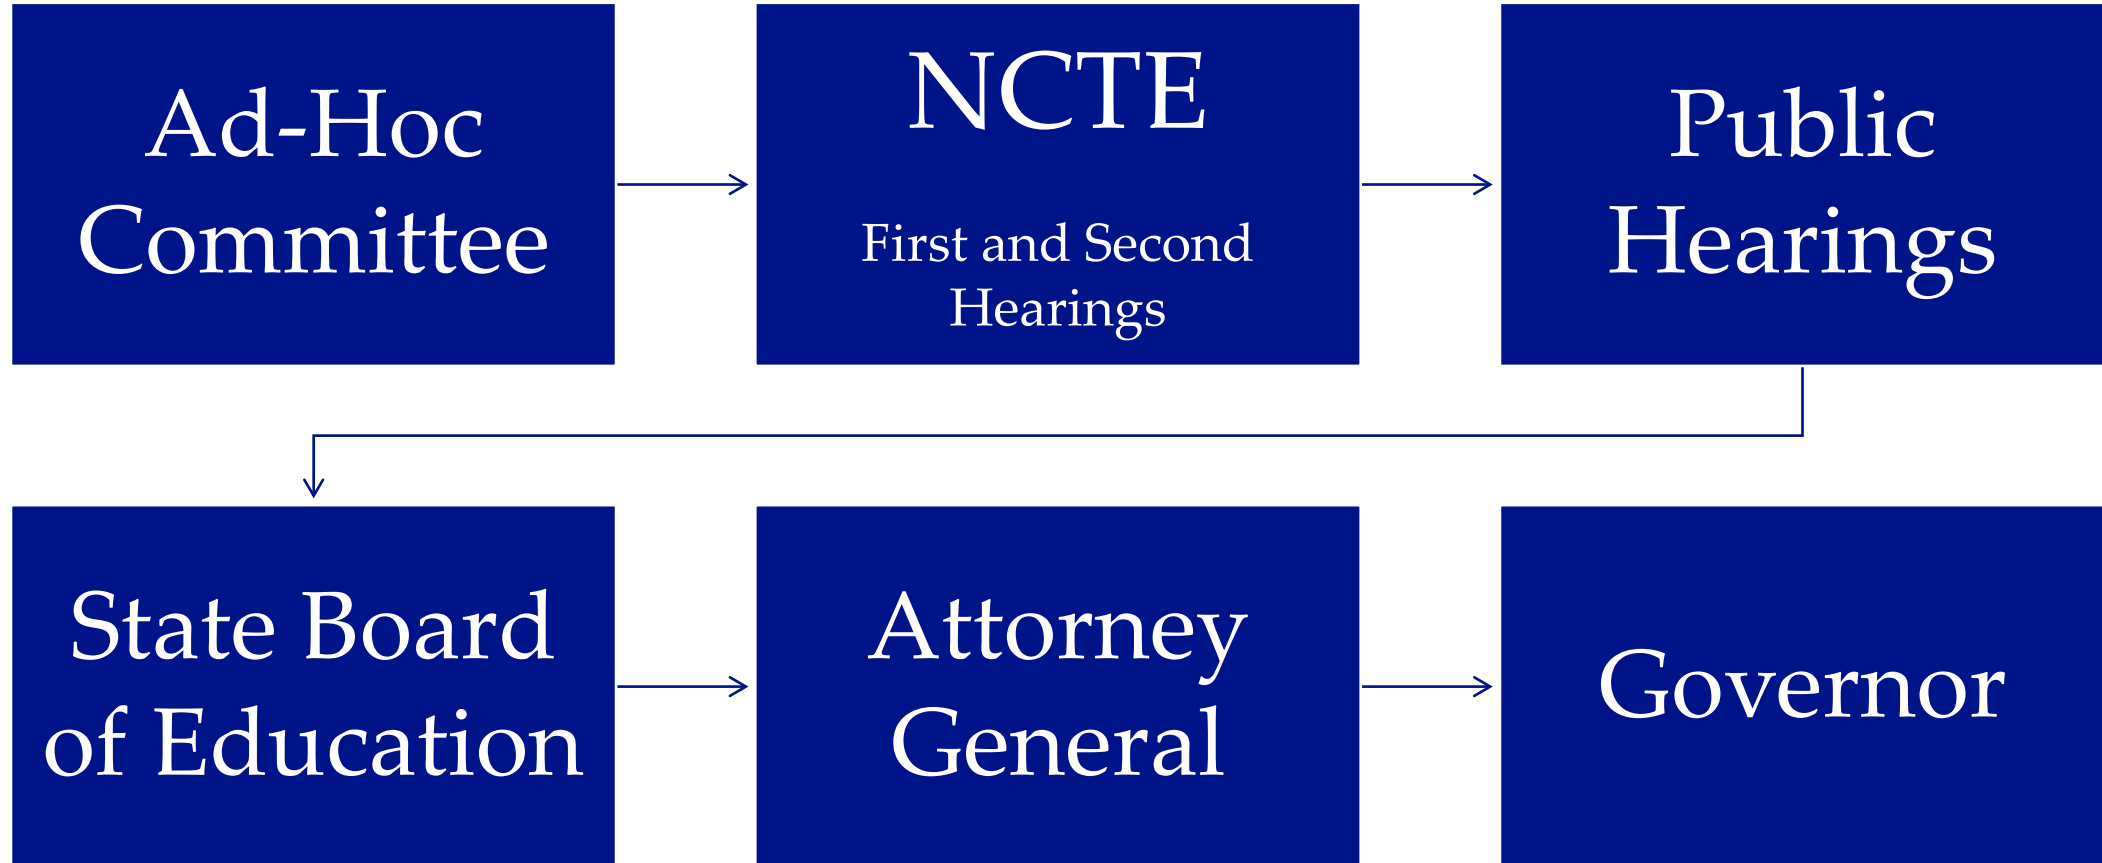 Ad-Hoc
Committee
NCTE
First and Second
Hearings
Public
Hearings
State Board
of Education
Attorney
General
Governor